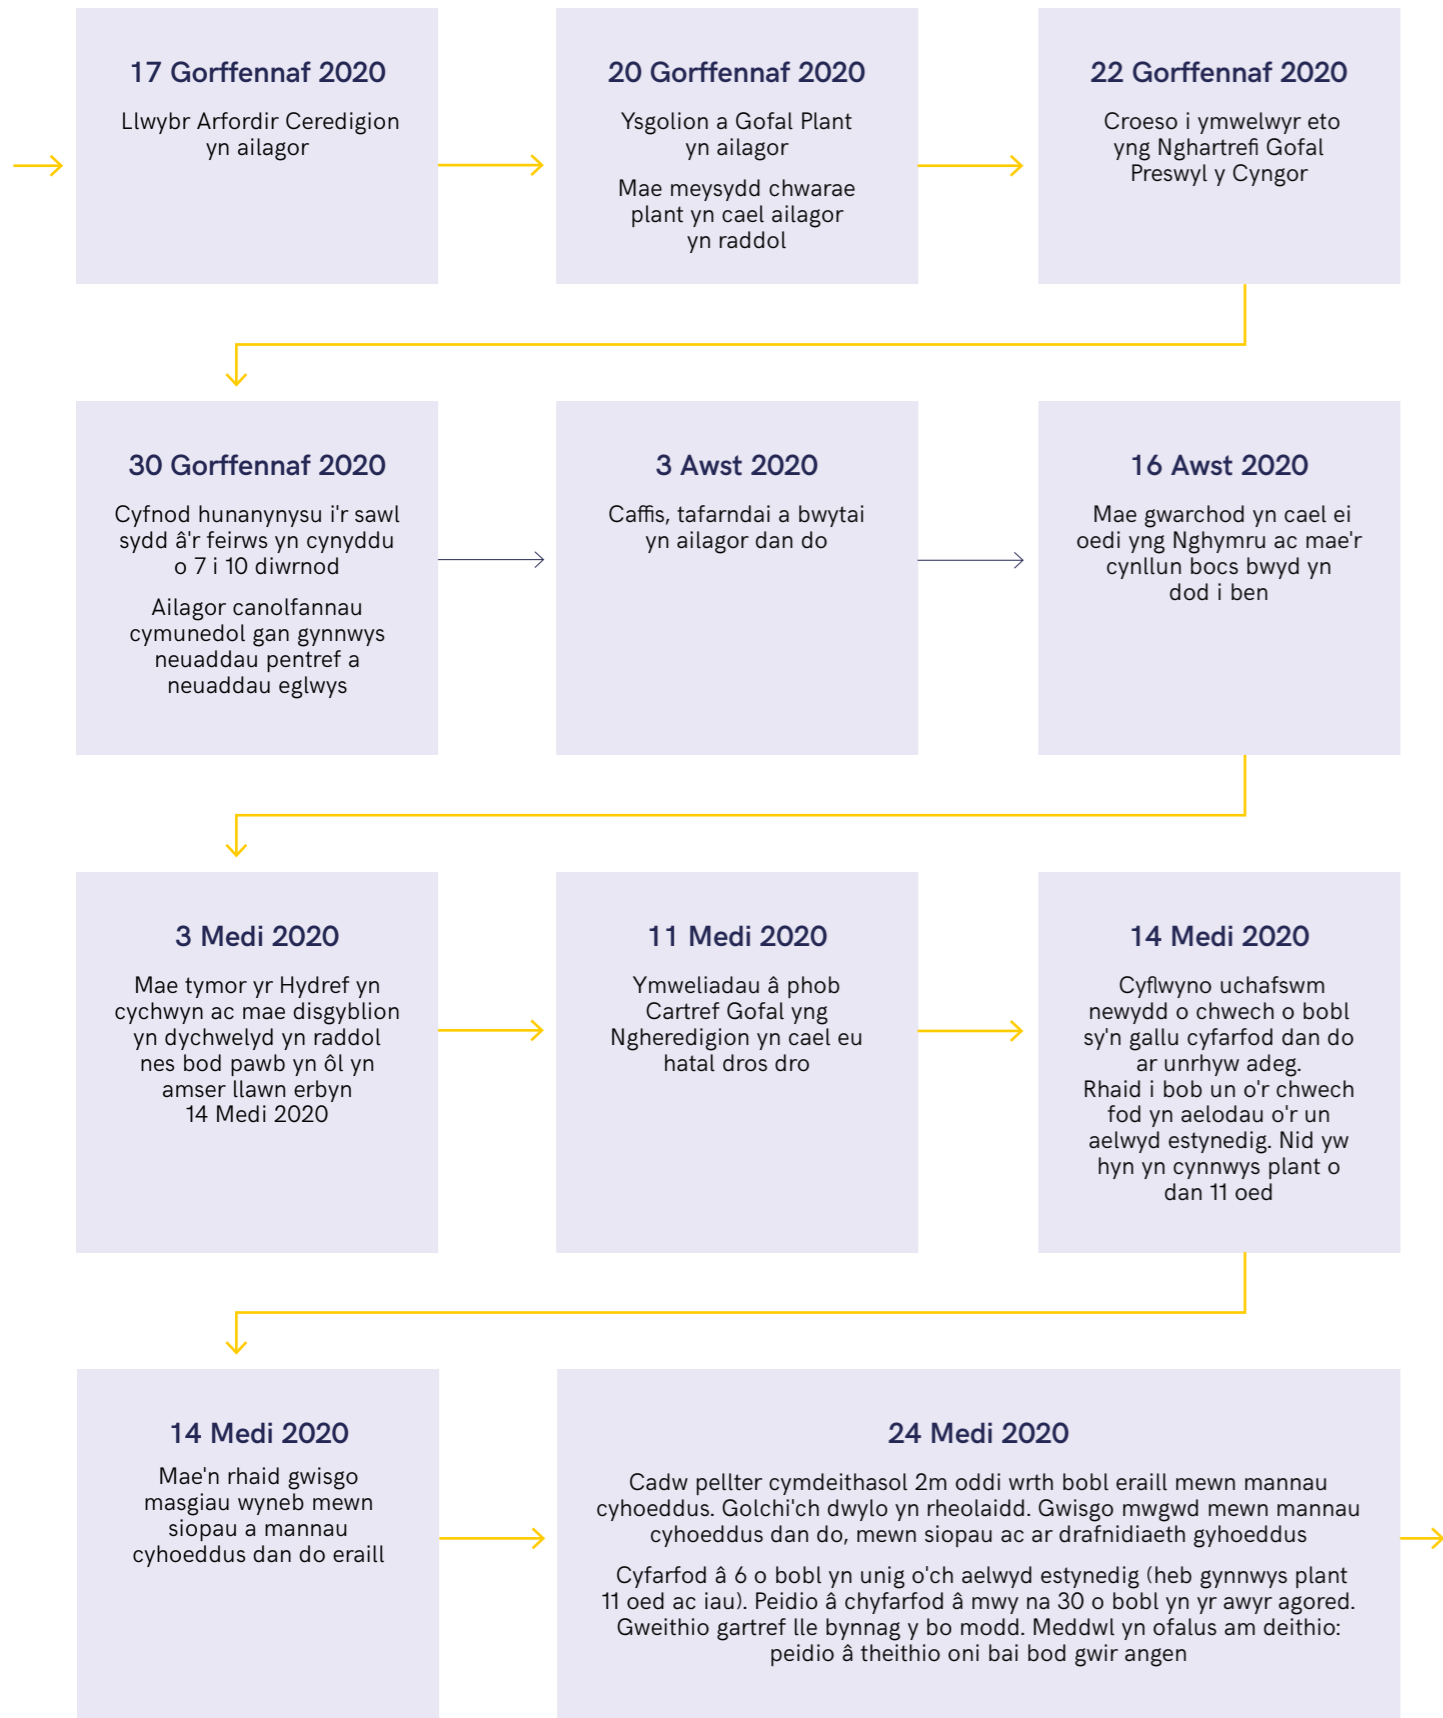 17 Gorffennaf 2020
Llwybr Arfordir Ceredigion
yn ailagor
20 Gorffennaf 2020
Ysgolion a Gofal Plant
yn ailagor
Mae meysydd chwarae
plant yn cael ailagor
yn raddol
22 Gorffennaf 2020
Croeso i ymwelwyr eto
yng Nghartrefi Gofal
Preswyl y Cyngor
30 Gorffennaf 2020
Cyfnod hunanynysu i'r sawl
sydd â'r feirws yn cynyddu
o 7 i 10 diwrnod
Ailagor canolfannau
cymunedol gan gynnwys
neuaddau pentref a
neuaddau eglwys
3 Awst 2020
Caffis, tafarndai a bwytai
yn ailagor dan do
16 Awst 2020
Mae gwarchod yn cael ei
oedi yng Nghymru ac mae'r
cynllun bocs bwyd yn
dod i ben
3 Medi 2020
Mae tymor yr Hydref yn
cychwyn ac mae disgyblion
yn dychwelyd yn raddol
nes bod pawb yn ôl yn
amser llawn erbyn
14 Medi 2020
11 Medi 2020
Ymweliadau â phob
Cartref Gofal yng
Ngheredigion yn cael eu
hatal dros dro
14 Medi 2020
Cyflwyno uchafswm
newydd o chwech o bobl
sy'n gallu cyfarfod dan do
ar unrhyw adeg.
Rhaid i bob un o'r chwech
fod yn aelodau o'r un
aelwyd estynedig. Nid yw
hyn yn cynnwys plant o
dan 11 oed
14 Medi 2020
Mae'n rhaid gwisgo
masgiau wyneb mewn
siopau a mannau
cyhoeddus dan do eraill
24 Medi 2020
Cadw pellter cymdeithasol 2m oddi wrth bobl eraill mewn mannau
cyhoeddus. Golchi'ch dwylo yn rheolaidd. Gwisgo mwgwd mewn mannau
cyhoeddus dan do, mewn siopau ac ar drafnidiaeth gyhoeddus
Cyfarfod â 6 o bobl yn unig o'ch aelwyd estynedig (heb gynnwys plant
11 oed ac iau). Peidio â chyfarfod â mwy na 30 o bobl yn yr awyr agored.
Gweithio gartref lle bynnag y bo modd. Meddwl yn ofalus am deithio:
peidio â theithio oni bai bod gwir angen